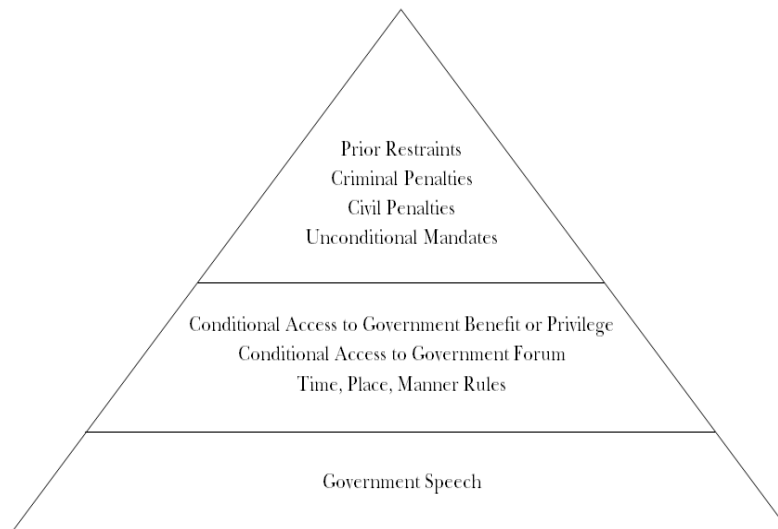 Prior Restraints
Criminal Penalties
Civil Penalties
Unconditional Mandates
Conditional Access to Government Benefit or Privilege
Conditional Access to Government Forum
Time, Place, Manner Rules
Government Speech